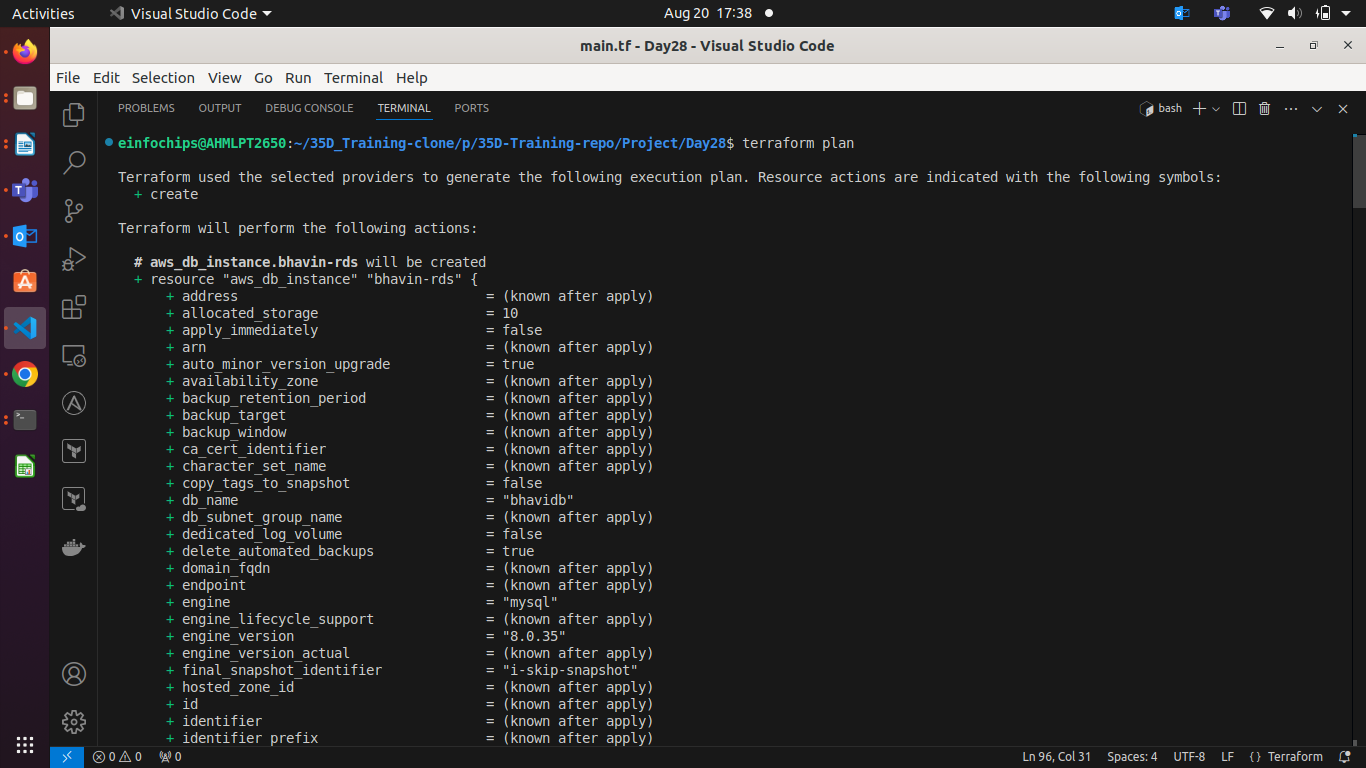 Activities Visual Studio Code Aug 20 17:38
main.tf - Day28 - Visual Studio Code
File Edit Selection View Go Run Terminal Help
PROBLEMS OUTPUT DEBUG CONSOLE TERMINAL PORTS bash
einfochips@AHMLPT2650:~/35D_Training-clone/p/35D-Training-repo/Project/Day28$ terraform plan
Terraform used the selected providers to generate the following execution plan. Resource actions are indicated with the following symbols:
+ create
Terraform will perform the following actions:
# aws_db_instance.bhavin-rds will be created
+ resource "aws_db_instance" "bhavin-rds" {
+ address = (known after apply)
+ allocated_storage = 10
+ apply_immediately = false
+ arn = (known after apply)
+ auto_minor_version_upgrade = true
+ availability_zone = (known after apply)
+ backup_retention_period = (known after apply)
+ backup_target = (known after apply)
+ backup_window = (known after apply)
+ ca_cert_identifier = (known after apply)
+ character_set_name = (known after apply)
+ copy_tags_to_snapshot = false
+ db_name = "bhavidb"
+ db_subnet_group_name = (known after apply)
+ dedicated_log_volume = false
+ delete_automated_backups = true
+ domain_fqdn = (known after apply)
+ endpoint = (known after apply)
+ engine = "mysql"
+ engine_lifecycle_support = (known after apply)
+ engine_version = "8.0.35"
+ engine_version_actual = (known after apply)
+ final_snapshot_identifier = "i-skip-snapshot"
+ hosted_zone_id = (known after apply)
+ id = (known after apply)
+ identifier = (known after apply)
+ identifier_prefix = (known after apply)
0 0 0 Ln 96, Col 31 Spaces: 4 UTF-8 LF {} Terraform